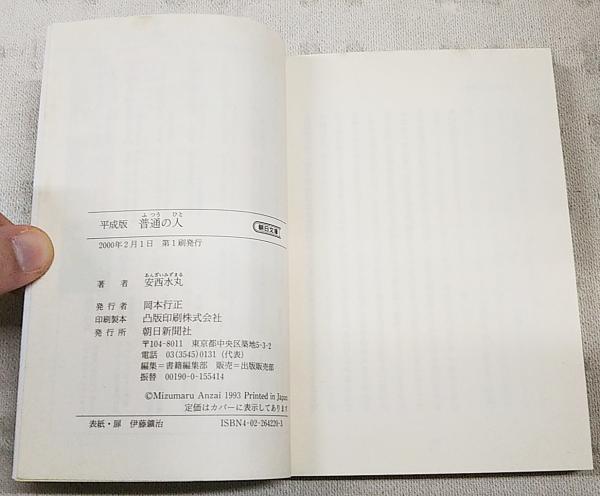 ふつう ひと
平成版 普通の人
朝日文庫
2000年2月1日 第1刷発行
あんざいみずまる
著者 安西水丸
発行者 岡本行正
印刷製本 凸版印刷株式会社
発行所 朝日新聞社
〒104-8011 東京都中央区築地5-3-2
電話 03(3545)0131 (代表)
編集=書籍編集部 販売=出版販売部
振替 00190-0-155414
©Mizumaru Anzai 1993 Printed in Japan
定価はカバーに表示してあります
表紙・扉 伊藤鑛治 ISBN4-02-264220-3